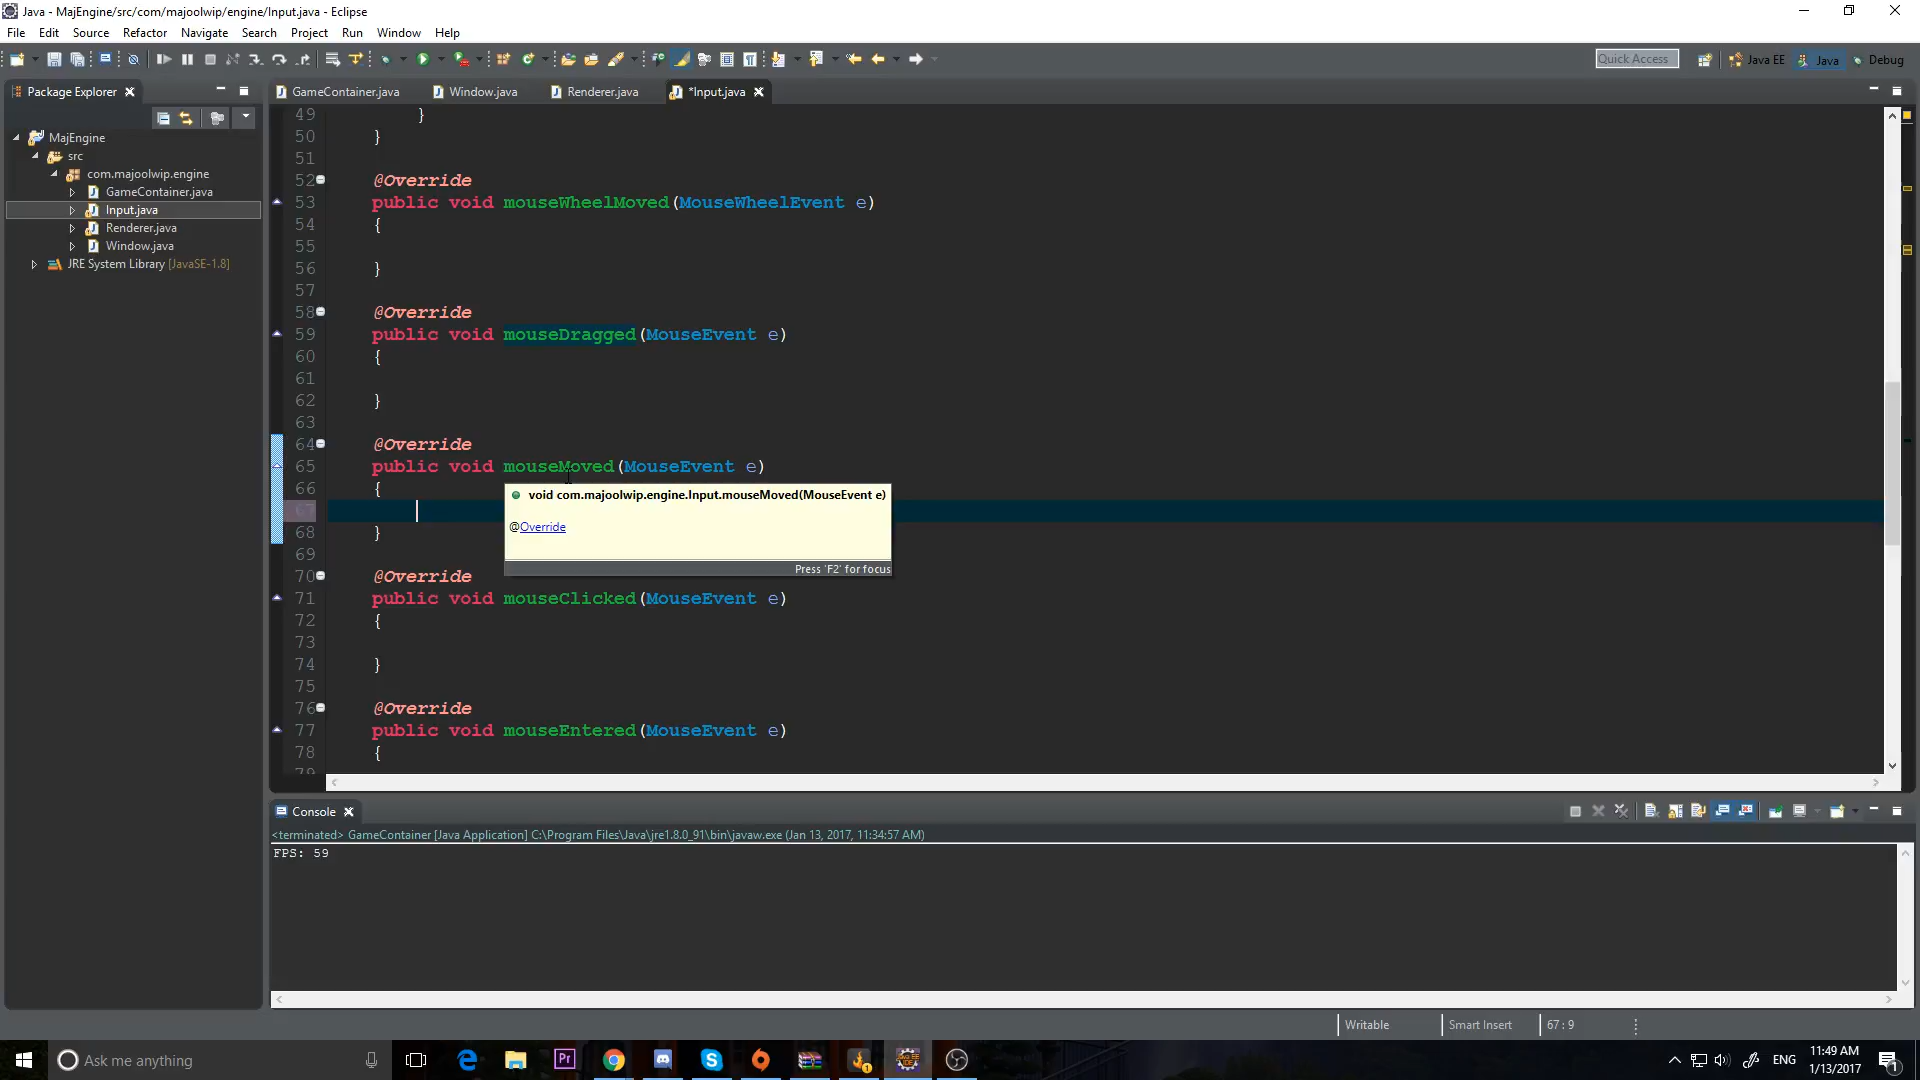 Java - MajEngine/src/com/majoolwip/engine/Input.java - Eclipse
File Edit Source Refactor Navigate Search Project Run Window Help
Quick Access Java EE Java Debug
Package Explorer
MajEngine
src
com.majoolwip.engine
GameContainer.java
Input.java
Renderer.java
Window.java
JRE System Library [JavaSE-1.8]
GameContainer.java Window.java Renderer.java *Input.java
49 }
50 }
51
52 @Override
53 public void mouseWheelMoved(MouseWheelEvent e)
54 {
55
56 }
57
58 @Override
59 public void mouseDragged(MouseEvent e)
60 {
61
62 }
63
64 @Override
65 public void mouseMoved(MouseEvent e)
66 {
67
68 }
69
70 @Override
71 public void mouseClicked(MouseEvent e)
72 {
73
74 }
75
76 @Override
77 public void mouseEntered(MouseEvent e)
78 {
79
void com.majoolwip.engine.Input.mouseMoved(MouseEvent e)
@Override
Press 'F2' for focus
Console
<terminated> GameContainer [Java Application] C:\Program Files\Java\jre1.8.0_91\bin\javaw.exe (Jan 13, 2017, 11:34:57 AM)
FPS: 59
Writable Smart Insert 67 : 9
Ask me anything
Pr
ENG
11:49 AM
1/13/2017